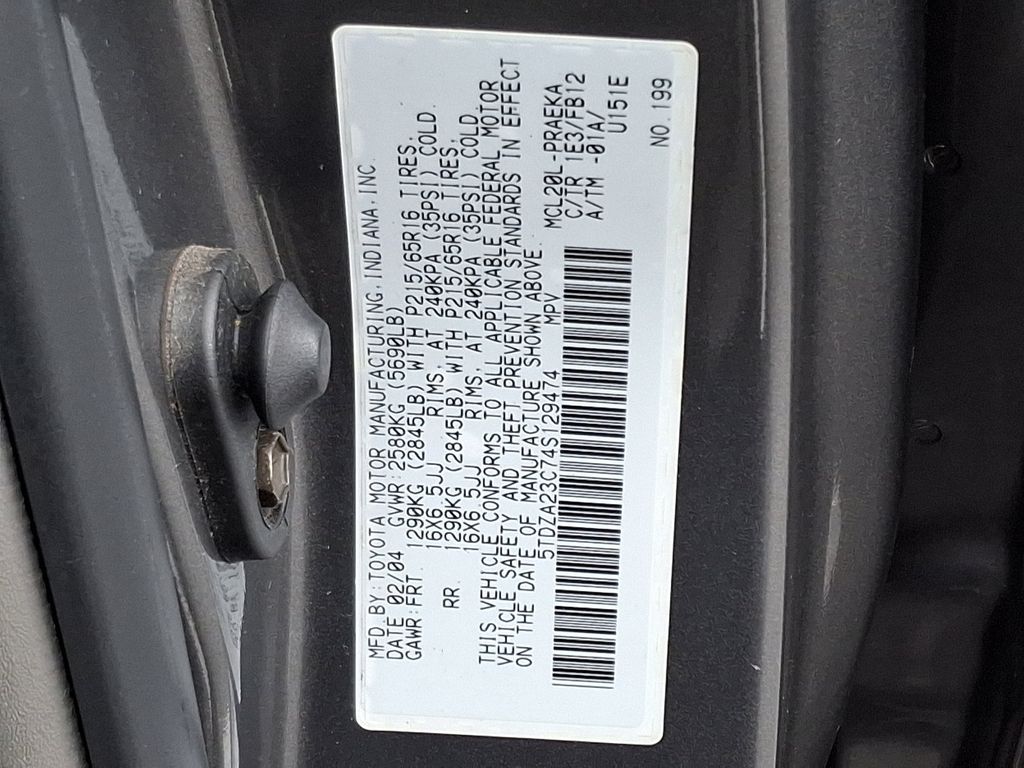 MFD.BY:TOYOTA MOTOR MANUFACTURING,INDIANA,INC.
DATE 02/04 GVWR:2580KG (5690LB)
GAWR:FRT. 1290KG (2845LB) WITH P215/65R16 TIRES,
16X6.5JJ RIMS, AT 240KPA (35PSI) COLD.
RR. 1290KG (2845LB) WITH P215/65R16 TIRES,
16X6.5JJ RIMS, AT 240KPA (35PSI) COLD.
THIS VEHICLE CONFORMS TO ALL APPLICABLE FEDERAL MOTOR
VEHICLE SAFETY AND THEFT PREVENTION STANDARDS IN EFFECT
ON THE DATE OF MANUFACTURE SHOWN ABOVE.
5TDZA23C74S129474 MPV
MCL20L-PRAEKA
C/TR 1E3/FB12
A/TM -01A/
U151E
NO.199